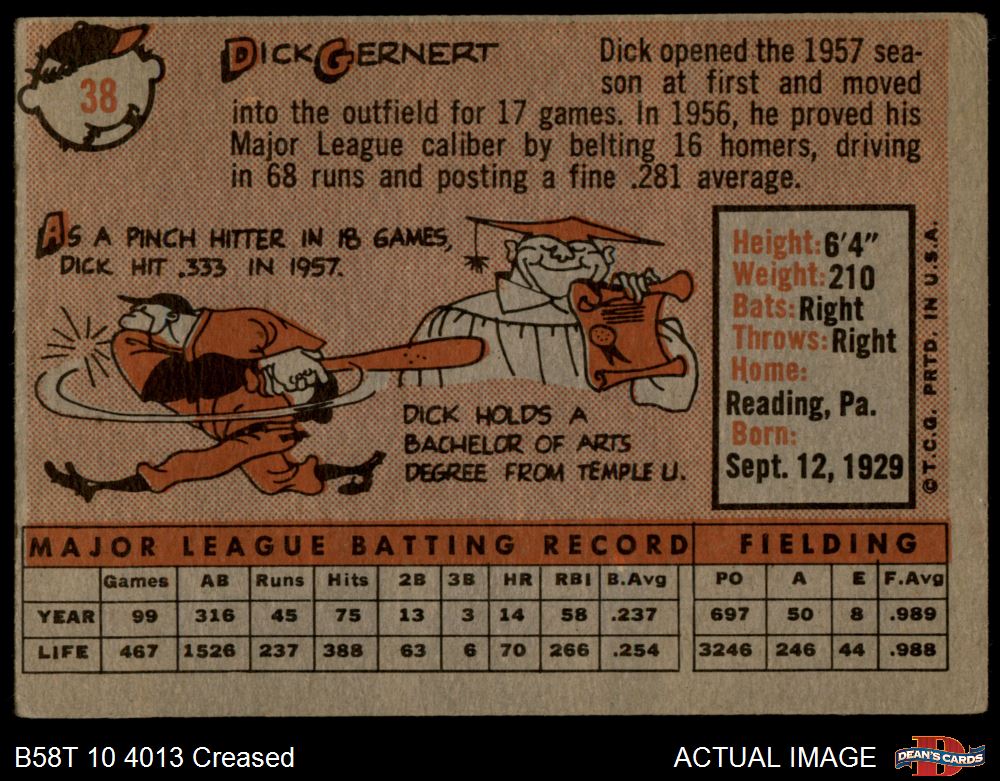 38
DICK GERNERT
Dick opened the 1957 sea-
son at first and moved
into the outfield for 17 games. In 1956, he proved his
Major League caliber by belting 16 homers, driving
in 68 runs and posting a fine .281 average.
AS A PINCH HITTER IN 18 GAMES,
DICK HIT .333 IN 1957.
DICK HOLDS A
BACHELOR OF ARTS
DEGREE FROM TEMPLE U.
Height: 6'4"
Weight: 210
Bats: Right
Throws: Right
Home:
Reading, Pa.
Born:
Sept. 12, 1929
© T.C.G. PRTD. IN U.S.A.
MAJOR LEAGUE BATTING RECORD FIELDING
Games AB Runs Hits 2B 3B HR RBI B.Avg PO A E F.Avg
YEAR 99 316 45 75 13 3 14 58 .237 697 50 8 .989
LIFE 467 1526 237 388 63 6 70 266 .254 3246 246 44 .988
B58T 10 4013 Creased
ACTUAL IMAGE
DEAN'S CARDS